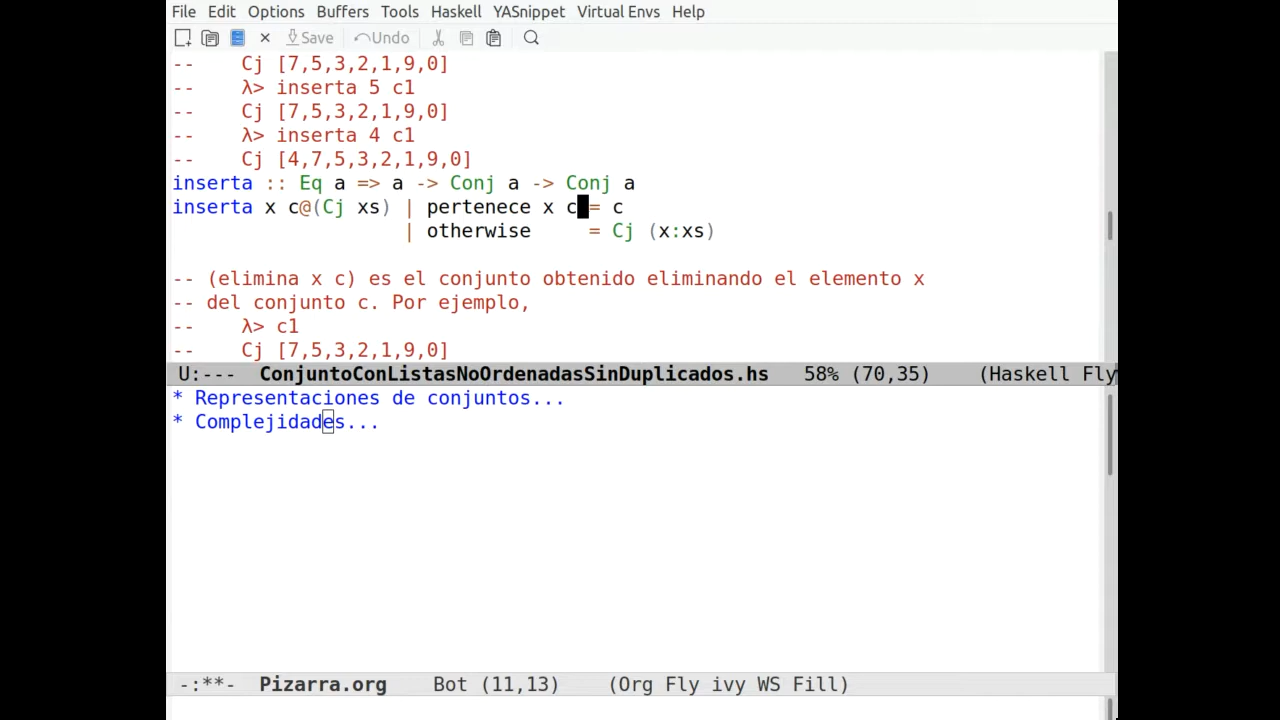 File Edit Options Buffers Tools Haskell YASnippet Virtual Envs Help
Save Undo
--    Cj [7,5,3,2,1,9,0]
--    λ> inserta 5 c1
--    Cj [7,5,3,2,1,9,0]
--    λ> inserta 4 c1
--    Cj [4,7,5,3,2,1,9,0]
inserta :: Eq a => a -> Conj a -> Conj a
inserta x c@(Cj xs) | pertenece x c = c
                    | otherwise     = Cj (x:xs)
-- (elimina x c) es el conjunto obtenido eliminando el elemento x
-- del conjunto c. Por ejemplo,
--    λ> c1
--    Cj [7,5,3,2,1,9,0]
U:---  ConjuntoConListasNoOrdenadasSinDuplicados.hs   58% (70,35)    (Haskell Fly
* Representaciones de conjuntos...
* Complejidades...
-:**-  Pizarra.org    Bot (11,13)    (Org Fly ivy WS Fill)